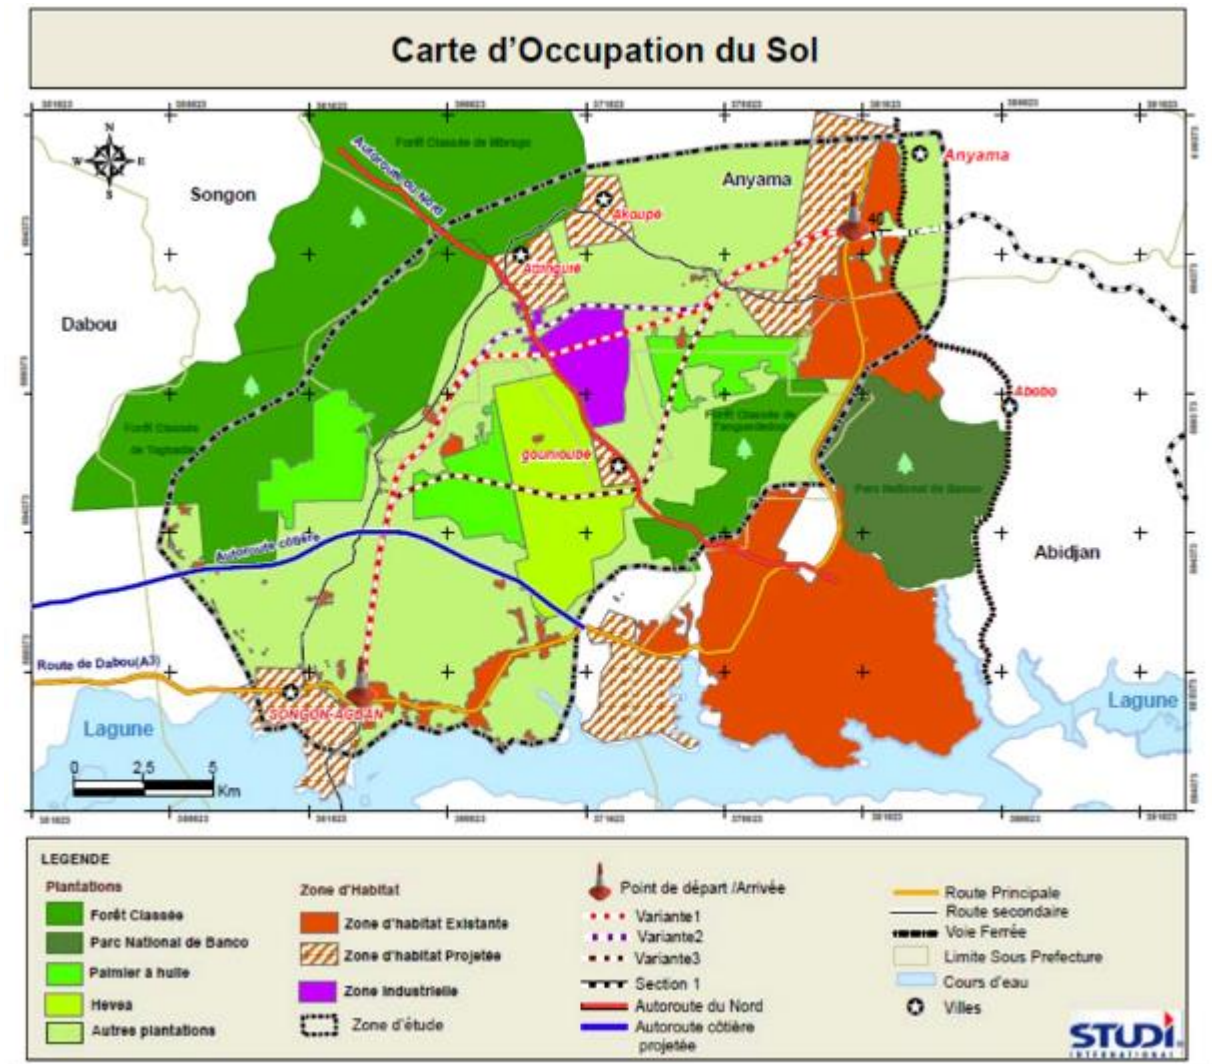 Carte d'Occupation du Sol
Forêt Classée de
N
W E
S
Songon
Autoroute du Nord
Anyama
Anyama
Akoupé
40
Attinguié
Dabou
Abobo
Forêt Classée
Forêt Classée de
gounioubé
Parc National de Banco
Autoroute côtière
Abidjan
Route de Dabou(A3)
SONGON-AGBAN
Lagune
Lagune
0 2,5 5
Km
LEGENDE
Plantations
Forêt Classée
Parc National de Banco
Palmier à huile
Hevea
Autres plantations
Zone d'Habitat
Zone d'habitat Existante
Zone d'habitat Projetée
Zone Industrielle
Zone d'étude
Point de départ /Arrivée
Variante1
Variante2
Variante3
Section 1
Autoroute du Nord
Autoroute côtière
projetée
Route Principale
Route secondaire
Voie Ferrée
Limite Sous Prefecture
Cours d'eau
Villes
STUDi
INTERNATIONAL